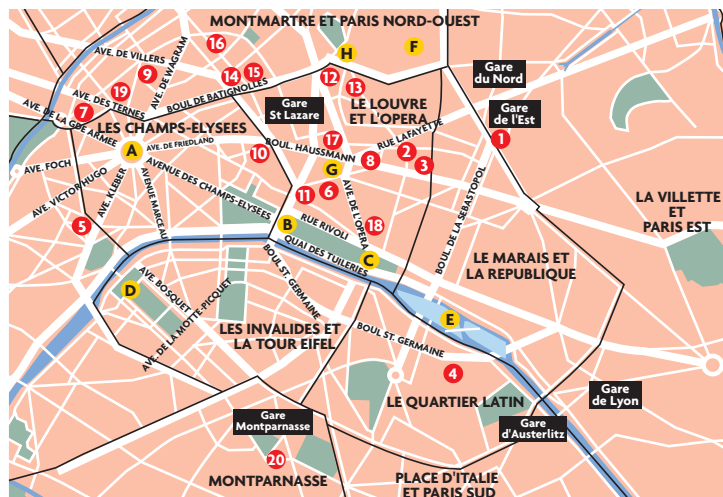 MONTMARTRE ET PARIS NORD-OUEST
16
H
F
AVE. DE VILLERS
AVE. DE WAGRAM
9
14
15
12
13
Gare
du Nord
19
AVE. DES TERNES
BOUL DE BATIGNOLLES
7
AVE. DE LA GDE ARMEE
Gare
St Lazare
LE LOUVRE
ET L'OPERA
Gare
de l'Est
1
LES CHAMPS-ELYSEES
A
AVE. DE FRIEDLAND
10
17
BOUL. HAUSSMANN
8
RUE LAFAYETTE
2
3
AVE. FOCH
G
AVE. VICTOR HUGO
AVE. KLEBER
AVENUE MARCEAU
AVENUE DES CHAMPS-ELYSEES
11
6
AVE. DE L'OPERA
BOUL. DE LA SEBASTOPOL
LA VILLETTE
ET
PARIS EST
5
B
RUE RIVOLI
18
QUAI DES TUILERIES
C
LE MARAIS ET
LA REPUBLIQUE
D
AVE. BOSQUET
AVE. DE LA MOTTE-PICQUET
BOUL ST. GERMAINE
LES INVALIDES ET
LA TOUR EIFEL
E
BOUL ST. GERMAINE
4
LE QUARTIER LATIN
Gare
de Lyon
Gare
Montparnasse
Gare
d'Austerlitz
20
MONTPARNASSE
PLACE D'ITALIE
ET PARIS SUD